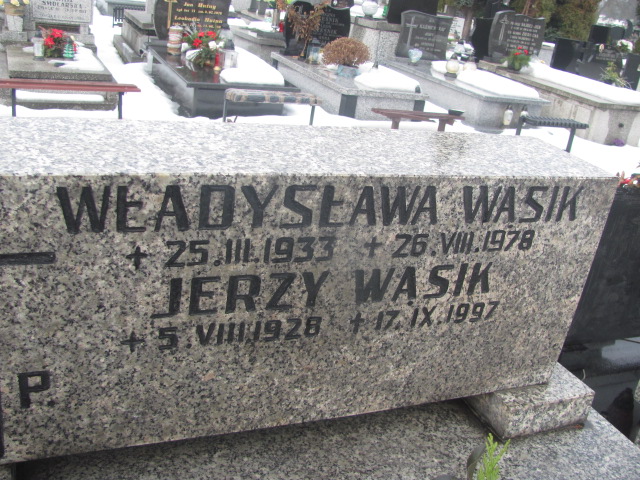 WŁADYSŁAWA WASIK
+ 25.III.1933 + 26.VIII.1978
JERZY WASIK
+ 5.VIII.1928 + 17.IX.1997
P